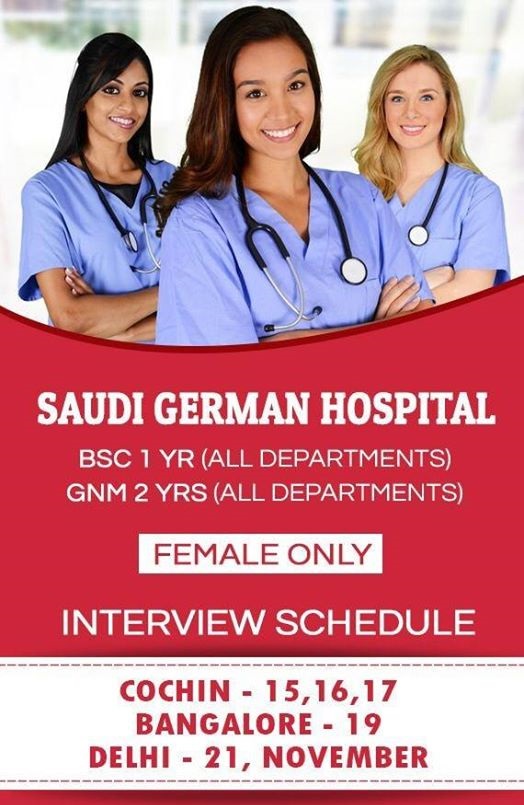 SAUDI GERMAN HOSPITAL
BSC 1 YR (ALL DEPARTMENTS)
GNM 2 YRS (ALL DEPARTMENTS)
FEMALE ONLY
INTERVIEW SCHEDULE
COCHIN - 15,16,17
BANGALORE - 19
DELHI - 21, NOVEMBER